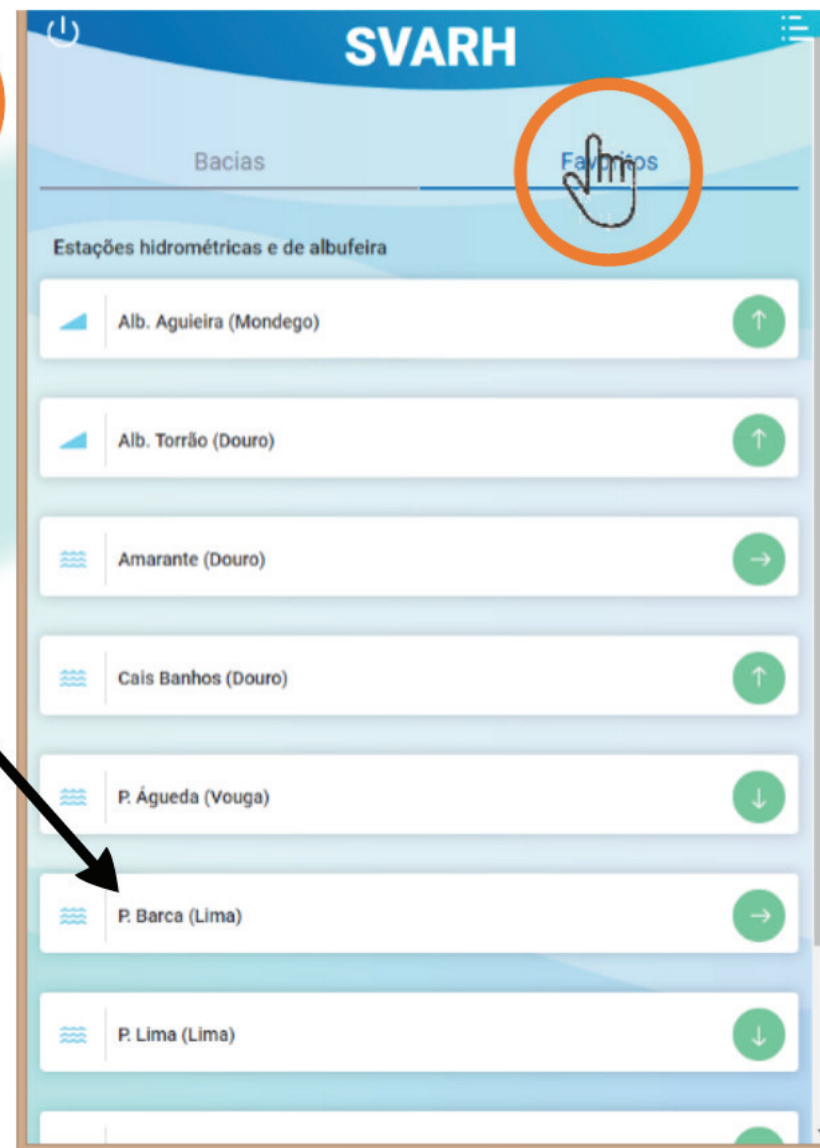 SVARH
Bacias
Favoritos
Estações hidrométricas e de albufeira
Alb. Aguieira (Mondego)
Alb. Torrão (Douro)
Amarante (Douro)
Cais Banhos (Douro)
P. Águeda (Vouga)
P. Barca (Lima)
P. Lima (Lima)